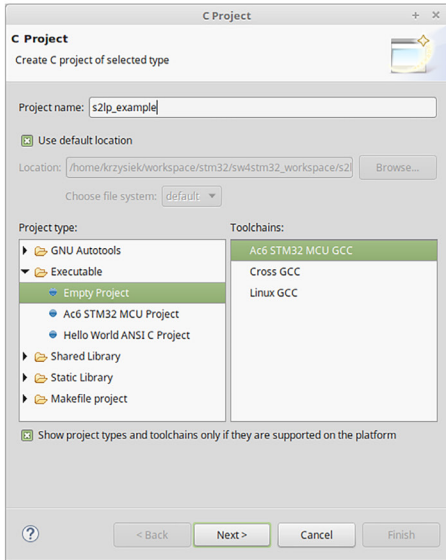 C Project
C Project
Create C project of selected type
Project name: s2lp_example
Use default location
Location: /home/krzysiek/workspace/stm32/sw4stm32_workspace/s2l Browse...
Choose file system: default
Project type:
GNU Autotools
Executable
Empty Project
Ac6 STM32 MCU Project
Hello World ANSI C Project
Shared Library
Static Library
Makefile project
Toolchains:
Ac6 STM32 MCU GCC
Cross GCC
Linux GCC
Show project types and toolchains only if they are supported on the platform
? < Back Next > Cancel Finish